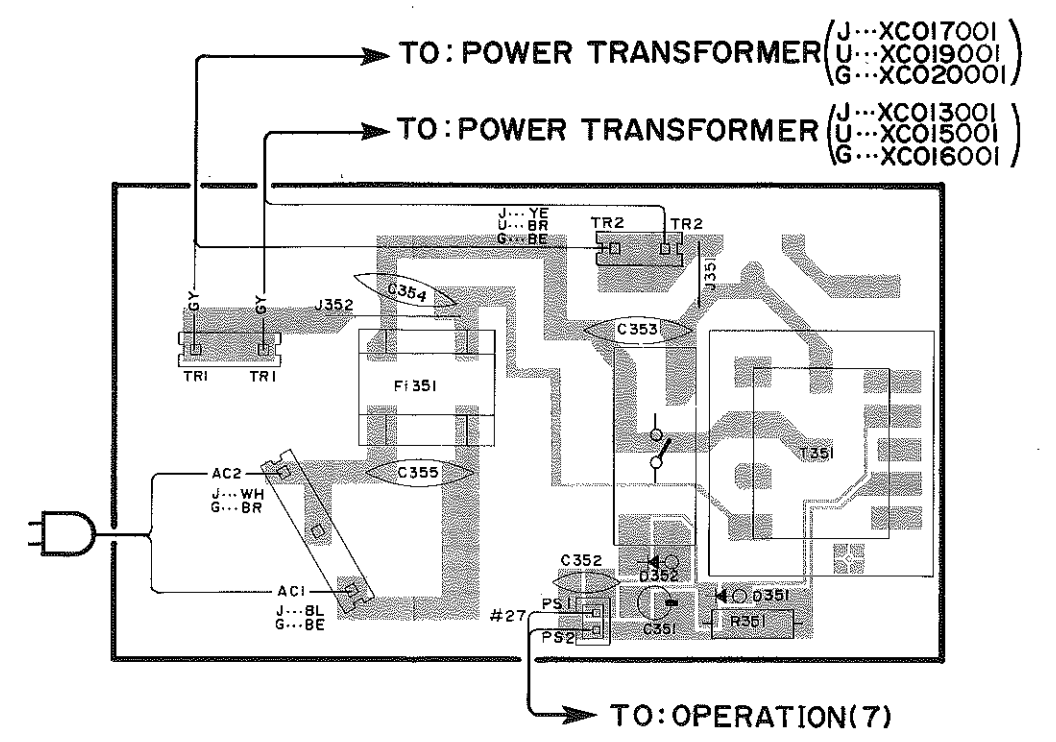 TO: POWER TRANSFORMER
J…XC017001
U…XC019001
G…XC020001
TO: POWER TRANSFORMER
J…XC013001
U…XC015001
G…XC016001
J…YE
U…BR
G…BE
TR2
TR2
GY
GY
J352
C354
J351
C353
TR1
TR1
Fi351
T351
AC2
C355
J…WH
G…BR
C352
D352
AC1
J…BL
G…BE
#27
PS1
PS2
C351
D351
R351
TO: OPERATION(7)